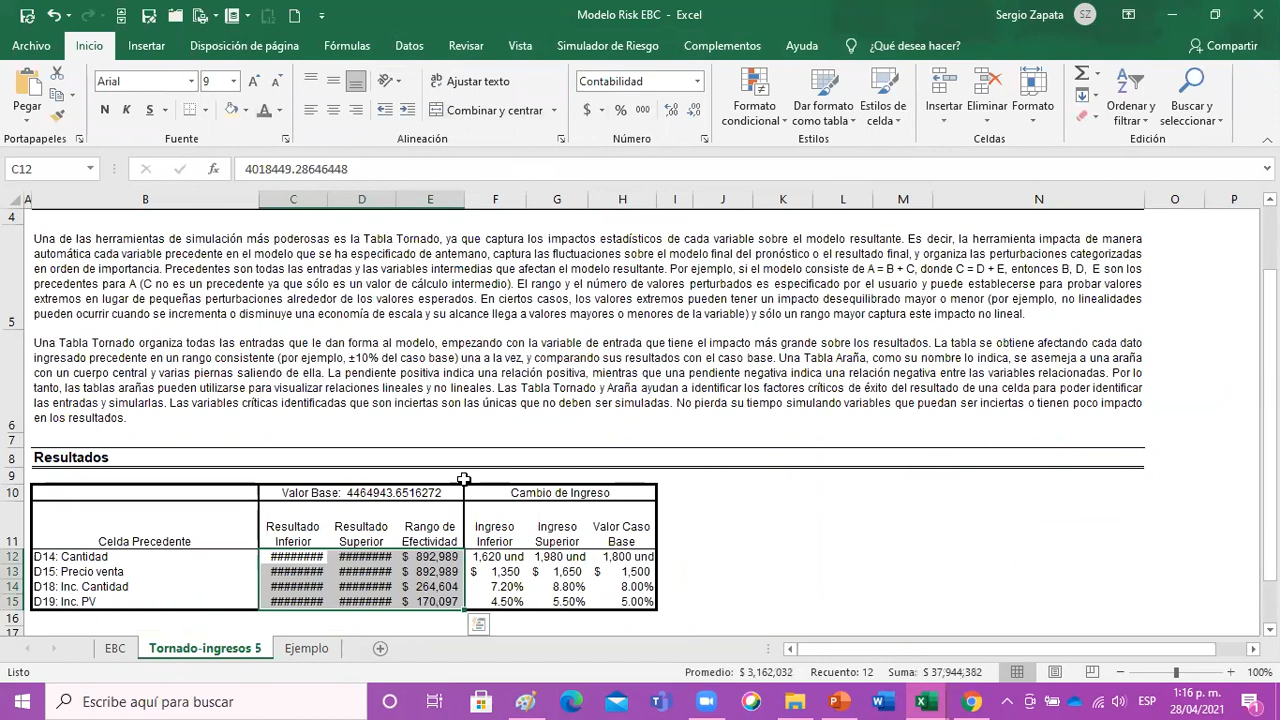 Modelo Risk EBC - Excel
Sergio Zapata SZ
Archivo Inicio Insertar Disposición de página Fórmulas Datos Revisar Vista Simulador de Riesgo Complementos Ayuda ¿Qué desea hacer? Compartir
Pegar
Arial 9
N K S
Ajustar texto
Combinar y centrar
Contabilidad
$ % 000
Formato condicional
Dar formato como tabla
Estilos de celda
Insertar Eliminar Formato
Ordenar y filtrar
Buscar y seleccionar
Portapapeles Fuente Alineación Número Estilos Celdas Edición
C12 fx 4018449.28646448
A B C D E F G H I J K L M N O P
4
Una de las herramientas de simulación más poderosas es la Tabla Tornado, ya que captura los impactos estadísticos de cada variable sobre el modelo resultante. Es decir, la herramienta impacta de manera
automática cada variable precedente en el modelo que se ha especificado de antemano, captura las fluctuaciones sobre el modelo final del pronóstico o el resultado final, y organiza las perturbaciones categorizadas
en orden de importancia. Precedentes son todas las entradas y las variables intermedias que afectan el modelo resultante. Por ejemplo, si el modelo consiste de A = B + C, donde C = D + E, entonces B, D, E son los
precedentes para A (C no es un precedente ya que sólo es un valor de cálculo intermedio). El rango y el número de valores perturbados es especificado por el usuario y puede establecerse para probar valores
extremos en lugar de pequeñas perturbaciones alrededor de los valores esperados. En ciertos casos, los valores extremos pueden tener un impacto desequilibrado mayor o menor (por ejemplo, no linealidades
5 pueden ocurrir cuando se incrementa o disminuye una economía de escala y su alcance llega a valores mayores o menores de la variable) y sólo un rango mayor captura este impacto no lineal.
Una Tabla Tornado organiza todas las entradas que le dan forma al modelo, empezando con la variable de entrada que tiene el impacto más grande sobre los resultados. La tabla se obtiene afectando cada dato
ingresado precedente en un rango consistente (por ejemplo, ±10% del caso base) una a la vez, y comparando sus resultados con el caso base. Una Tabla Araña, como su nombre lo indica, se asemeja a una araña
con un cuerpo central y varias piernas saliendo de ella. La pendiente positiva indica una relación positiva, mientras que una pendiente negativa indica una relación negativa entre las variables relacionadas. Por lo
tanto, las tablas arañas pueden utilizarse para visualizar relaciones lineales y no lineales. Las Tabla Tornado y Araña ayudan a identificar los factores críticos de éxito del resultado de una celda para poder identificar
las entradas y simularlas. Las variables críticas identificadas que son inciertas son las únicas que no deben ser simuladas. No pierda su tiempo simulando variables que puedan ser inciertas o tienen poco impacto
6 en los resultados.
7
8 Resultados
9
10 Valor Base: 4464943.6516272 Cambio de Ingreso
Resultado Resultado Rango de Ingreso Ingreso Valor Caso
11 Celda Precedente Inferior Superior Efectividad Inferior Superior Base
12 D14: Cantidad ######## ######## $ 892,989 1,620 und 1,980 und 1,800 und
13 D15: Precio venta ######## ######## $ 892,989 $ 1,350 $ 1,650 $ 1,500
14 D18: Inc. Cantidad ######## ######## $ 264,604 7.20% 8.80% 8.00%
15 D19: Inc. PV ######## ######## $ 170,097 4.50% 5.50% 5.00%
16
17
EBC Tornado-ingresos 5 Ejemplo
Listo Promedio: $ 3,162,032 Recuento: 12 Suma: $ 37,944,382 100%
Escribe aquí para buscar ESP 1:16 p. m.
28/04/2021 1